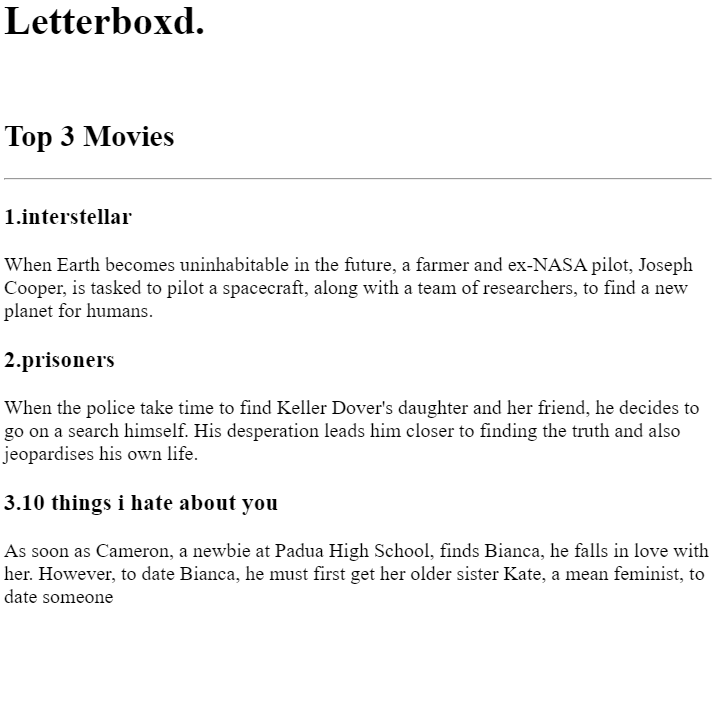 Letterboxd.
Top 3 Movies
1.interstellar
When Earth becomes uninhabitable in the future, a farmer and ex-NASA pilot, Joseph
Cooper, is tasked to pilot a spacecraft, along with a team of researchers, to find a new
planet for humans.
2.prisoners
When the police take time to find Keller Dover's daughter and her friend, he decides to
go on a search himself. His desperation leads him closer to finding the truth and also
jeopardises his own life.
3.10 things i hate about you
As soon as Cameron, a newbie at Padua High School, finds Bianca, he falls in love with
her. However, to date Bianca, he must first get her older sister Kate, a mean feminist, to
date someone